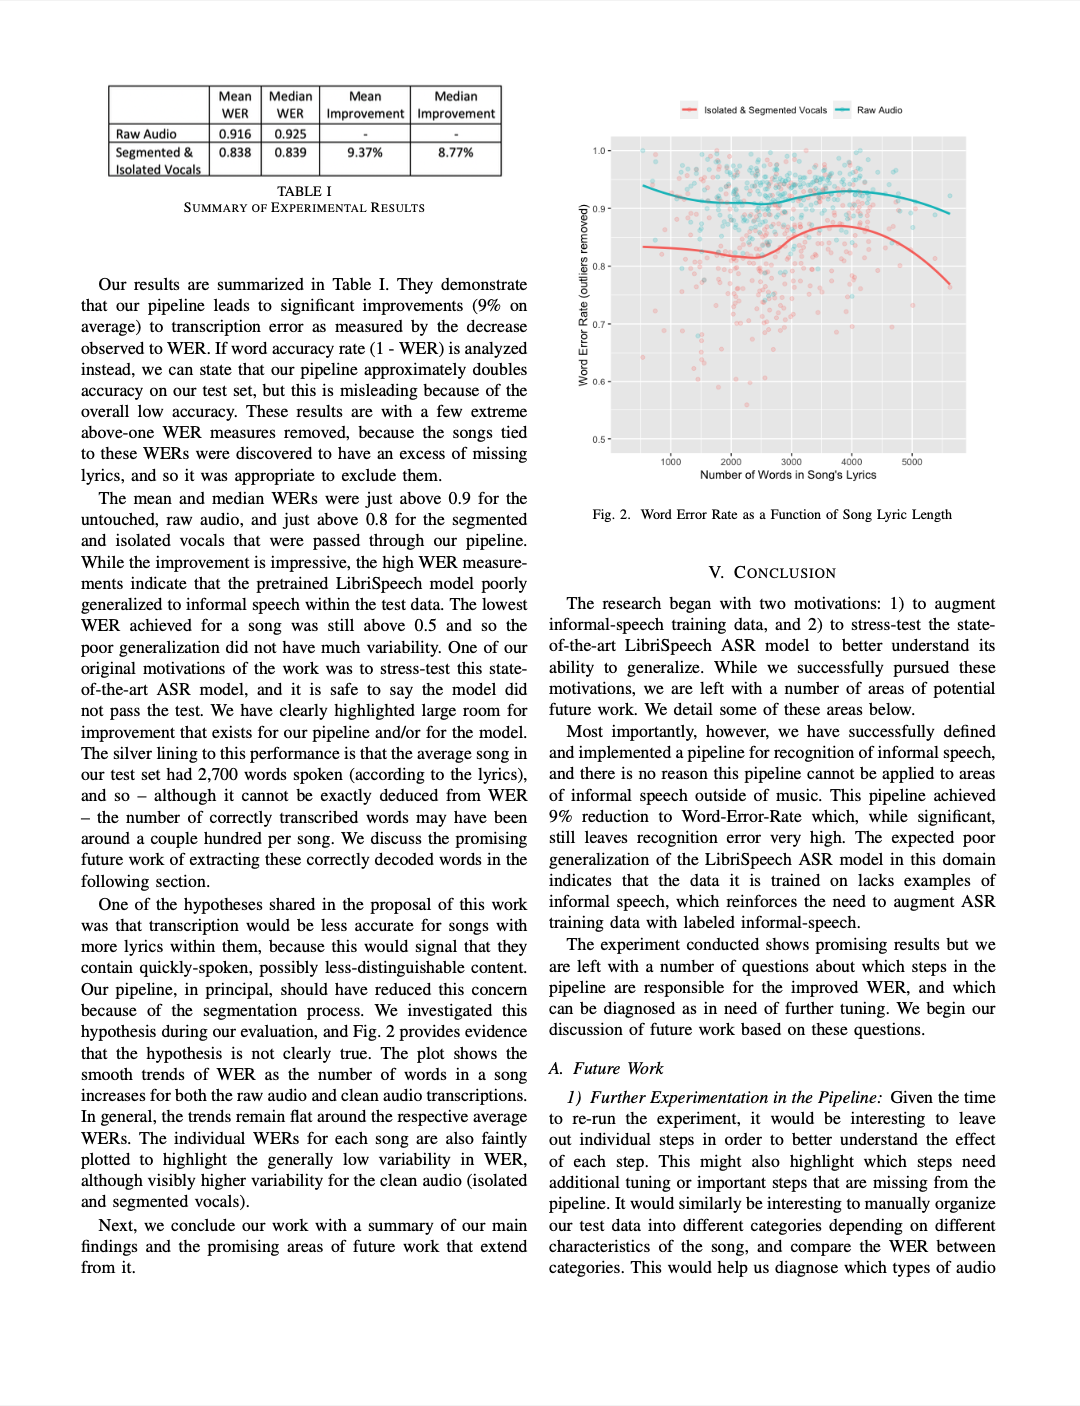 Mean Median Mean Median
WER WER Improvement Improvement
Raw Audio 0.916 0.925 - -
Segmented & 0.838 0.839 9.37% 8.77%
Isolated Vocals
TABLE I
SUMMARY OF EXPERIMENTAL RESULTS
Our results are summarized in Table I. They demonstrate
that our pipeline leads to significant improvements (9% on
average) to transcription error as measured by the decrease
observed to WER. If word accuracy rate (1 - WER) is analyzed
instead, we can state that our pipeline approximately doubles
accuracy on our test set, but this is misleading because of the
overall low accuracy. These results are with a few extreme
above-one WER measures removed, because the songs tied
to these WERs were discovered to have an excess of missing
lyrics, and so it was appropriate to exclude them.
The mean and median WERs were just above 0.9 for the
untouched, raw audio, and just above 0.8 for the segmented
and isolated vocals that were passed through our pipeline.
While the improvement is impressive, the high WER measure-
ments indicate that the pretrained LibriSpeech model poorly
generalized to informal speech within the test data. The lowest
WER achieved for a song was still above 0.5 and so the
poor generalization did not have much variability. One of our
original motivations of the work was to stress-test this state-
of-the-art ASR model, and it is safe to say the model did
not pass the test. We have clearly highlighted large room for
improvement that exists for our pipeline and/or for the model.
The silver lining to this performance is that the average song in
our test set had 2,700 words spoken (according to the lyrics),
and so – although it cannot be exactly deduced from WER
– the number of correctly transcribed words may have been
around a couple hundred per song. We discuss the promising
future work of extracting these correctly decoded words in the
following section.
One of the hypotheses shared in the proposal of this work
was that transcription would be less accurate for songs with
more lyrics within them, because this would signal that they
contain quickly-spoken, possibly less-distinguishable content.
Our pipeline, in principal, should have reduced this concern
because of the segmentation process. We investigated this
hypothesis during our evaluation, and Fig. 2 provides evidence
that the hypothesis is not clearly true. The plot shows the
smooth trends of WER as the number of words in a song
increases for both the raw audio and clean audio transcriptions.
In general, the trends remain flat around the respective average
WERs. The individual WERs for each song are also faintly
plotted to highlight the generally low variability in WER,
although visibly higher variability for the clean audio (isolated
and segmented vocals).
Next, we conclude our work with a summary of our main
findings and the promising areas of future work that extend
from it.
Isolated & Segmented Vocals Raw Audio
Word Error Rate (outliers removed)
1.0
0.9
0.8
0.7
0.6
0.5
1000 2000 3000 4000 5000
Number of Words in Song's Lyrics
Fig. 2. Word Error Rate as a Function of Song Lyric Length
V. CONCLUSION
The research began with two motivations: 1) to augment
informal-speech training data, and 2) to stress-test the state-
of-the-art LibriSpeech ASR model to better understand its
ability to generalize. While we successfully pursued these
motivations, we are left with a number of areas of potential
future work. We detail some of these areas below.
Most importantly, however, we have successfully defined
and implemented a pipeline for recognition of informal speech,
and there is no reason this pipeline cannot be applied to areas
of informal speech outside of music. This pipeline achieved
9% reduction to Word-Error-Rate which, while significant,
still leaves recognition error very high. The expected poor
generalization of the LibriSpeech ASR model in this domain
indicates that the data it is trained on lacks examples of
informal speech, which reinforces the need to augment ASR
training data with labeled informal-speech.
The experiment conducted shows promising results but we
are left with a number of questions about which steps in the
pipeline are responsible for the improved WER, and which
can be diagnosed as in need of further tuning. We begin our
discussion of future work based on these questions.
A. Future Work
1) Further Experimentation in the Pipeline: Given the time
to re-run the experiment, it would be interesting to leave
out individual steps in order to better understand the effect
of each step. This might also highlight which steps need
additional tuning or important steps that are missing from the
pipeline. It would similarly be interesting to manually organize
our test data into different categories depending on different
characteristics of the song, and compare the WER between
categories. This would help us diagnose which types of audio